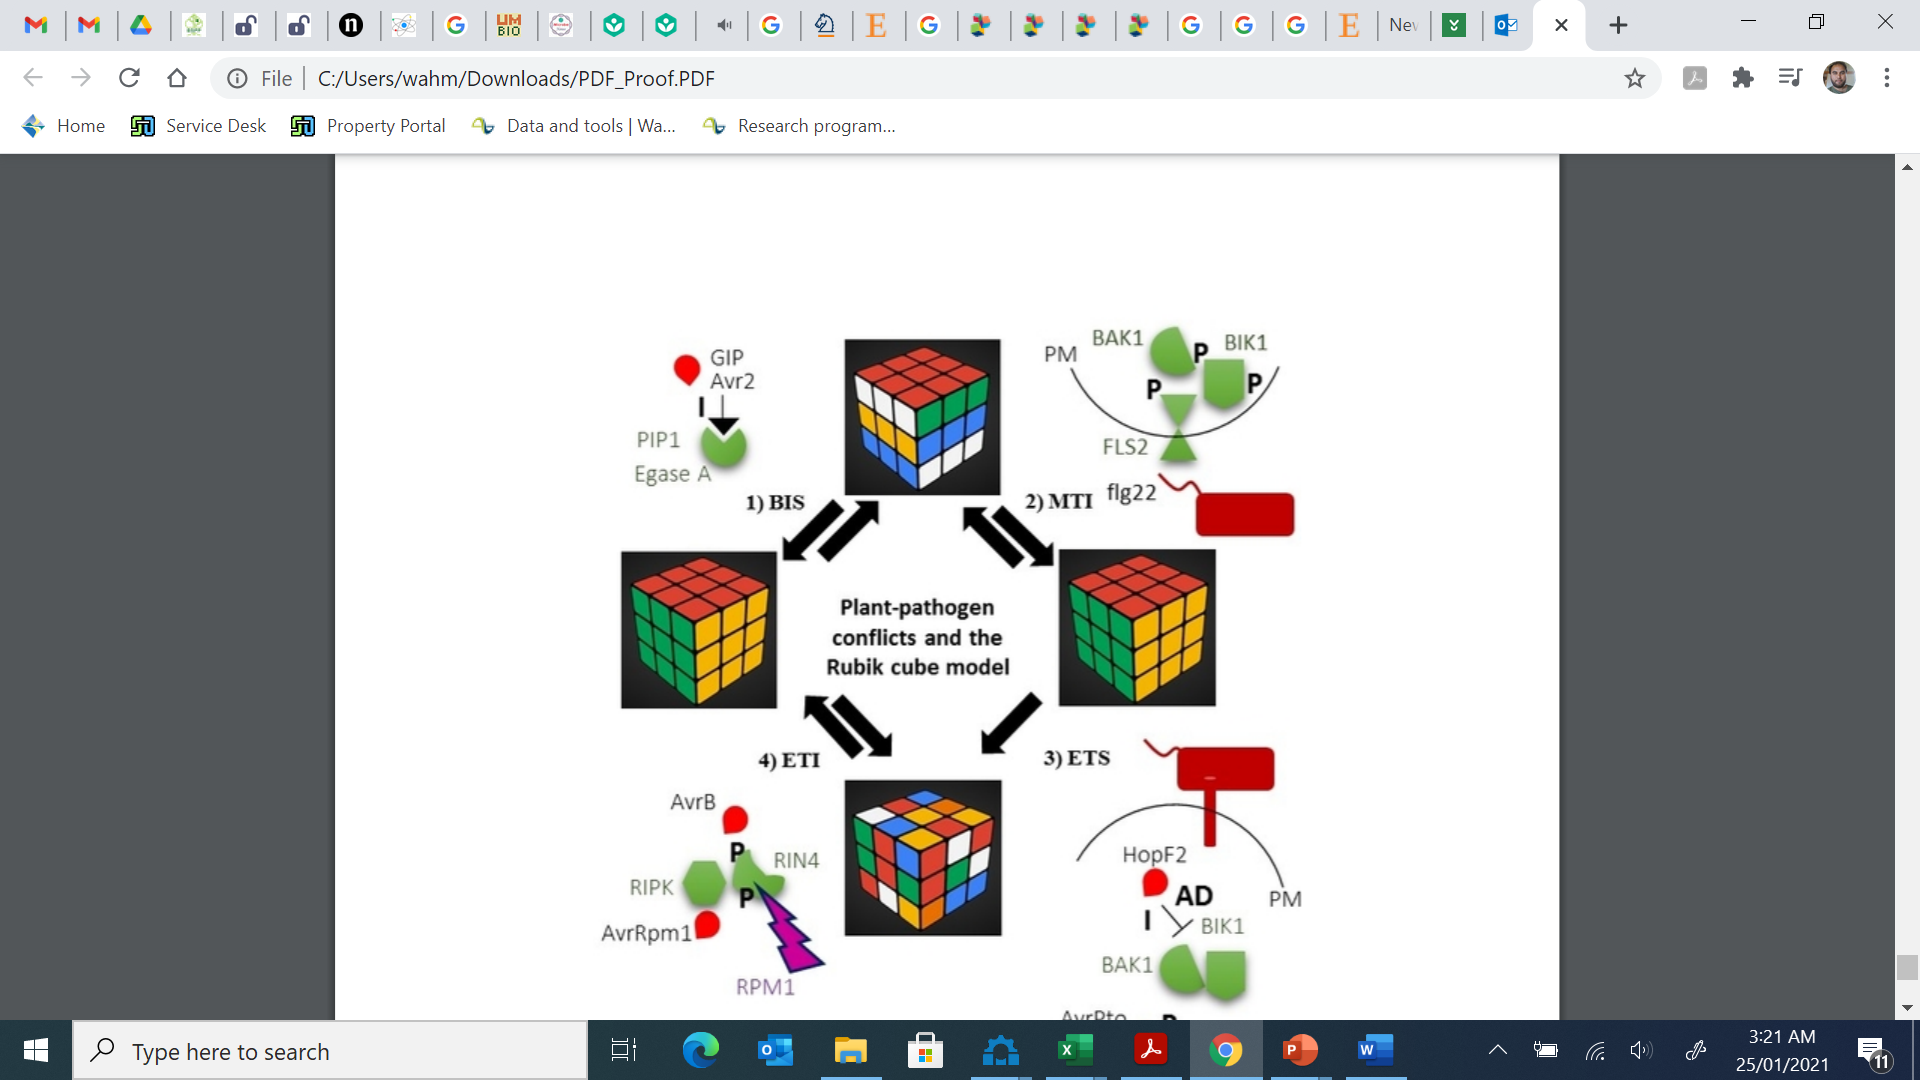 UM
BIO
n
Nev
File
C:/Users/wahm/Downloads/PDF_Proof.PDF
Home
Service Desk
Property Portal
Data and tools | Wa...
Research program...
GIP
Avr2
I
PIP1
Egase A
1) BIS
PM
BAK1
P
BIK1
P
P
FLS2
flg22
2) MTI
Plant-pathogen
conflicts and the
Rubik cube model
4) ETI
3) ETS
AvrB
P
RIN4
RIPK
P
AvrRpm1
RPM1
HopF2
AD
PM
I
BIK1
BAK1
AvrPto
P
Type here to search
3:21 AM
25/01/2021
11